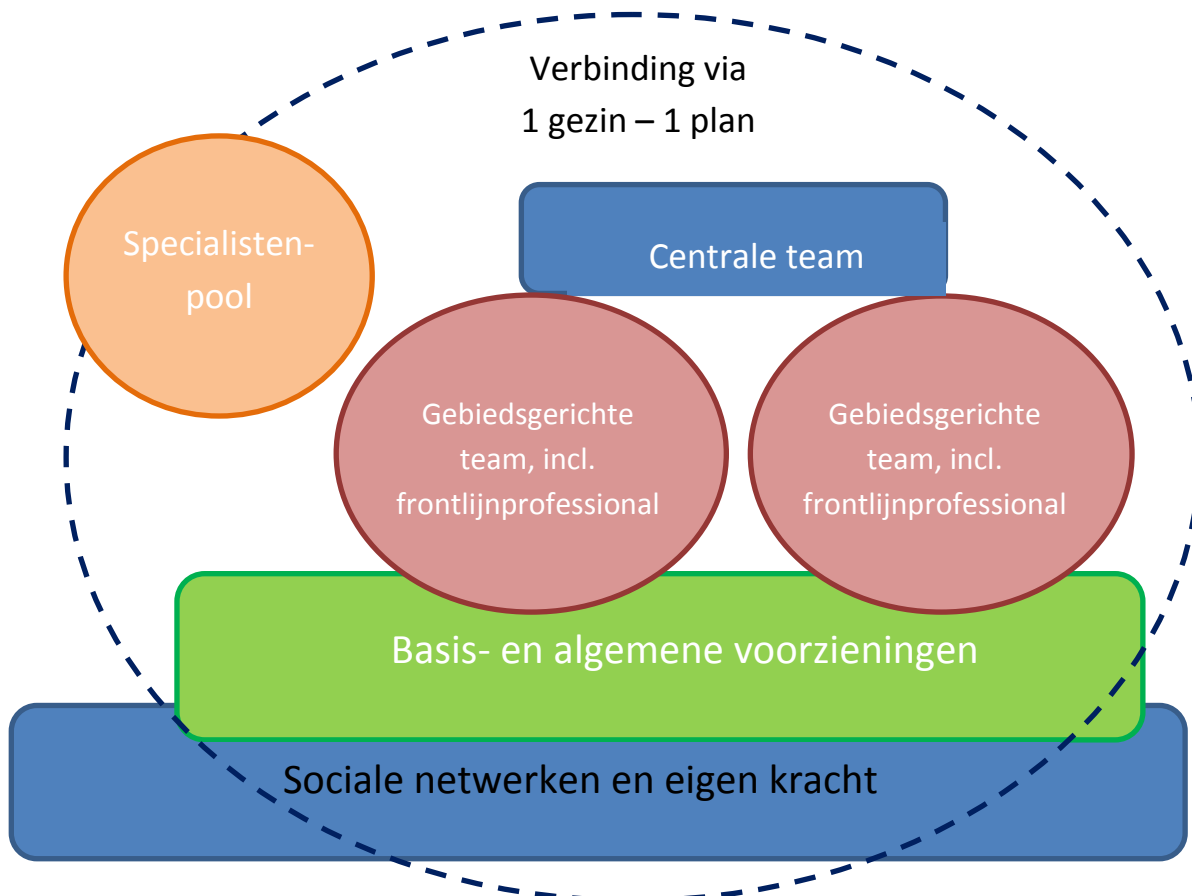 Verbinding via
1 gezin – 1 plan
Specialisten-
pool
Centrale team
Gebiedsgerichte
team, incl.
frontlijnprofessional
Gebiedsgerichte
team, incl.
frontlijnprofessional
Basis- en algemene voorzieningen
Sociale netwerken en eigen kracht